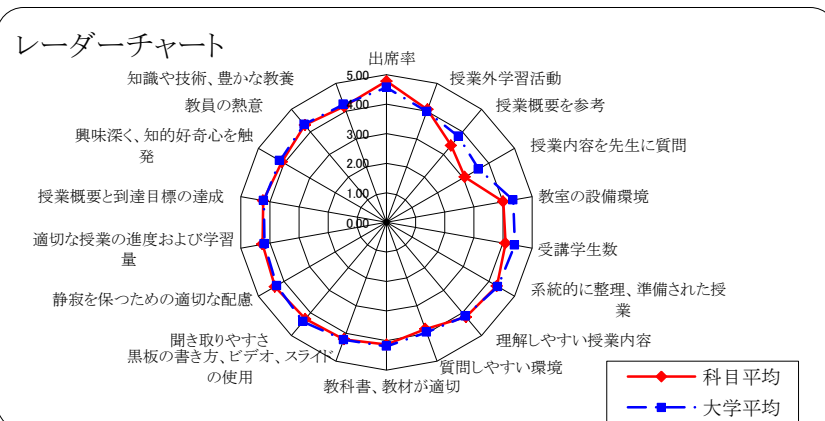 レーダーチャート
出席率
授業外学習活動
授業概要を参考
授業内容を先生に質問
教室の設備環境
受講学生数
系統的に整理、準備された授
業
理解しやすい授業内容
質問しやすい環境
教科書、教材が適切
黒板の書き方、ビデオ、スライド
の使用
聞き取りやすさ
静寂を保つための適切な配慮
適切な授業の進度および学習
量
授業概要と到達目標の達成
興味深く、知的好奇心を触
発
教員の熱意
知識や技術、豊かな教養
5.00
4.00
3.00
2.00
1.00
0.00
科目平均
大学平均